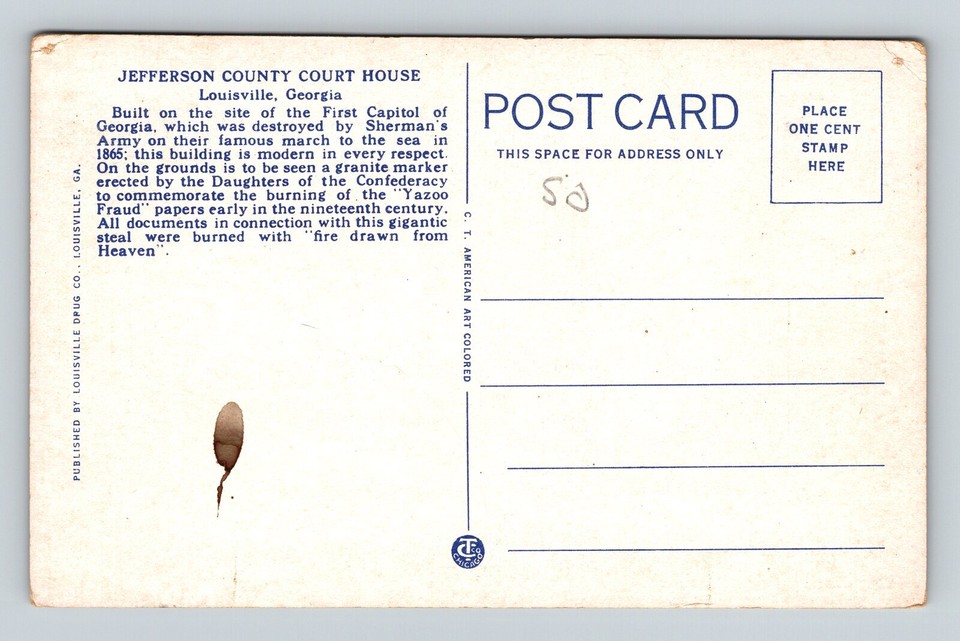 JEFFERSON COUNTY COURT HOUSE
Louisville, Georgia
Built on the site of the First Capitol of
Georgia, which was destroyed by Sherman's
Army on their famous march to the sea in
1865; this building is modern in every respect.
On the grounds is to be seen a granite marker
erected by the Daughters of the Confederacy
to commemorate the burning of the "Yazoo
Fraud" papers early in the nineteenth century.
All documents in connection with this gigantic
steal were burned with "fire drawn from
Heaven".
PUBLISHED BY LOUISVILLE DRUG CO., LOUISVILLE, GA.
C. T. AMERICAN ART COLORED
POST CARD
THIS SPACE FOR ADDRESS ONLY
PLACE
ONE CENT
STAMP
HERE
50
CT CO
CHICAGO